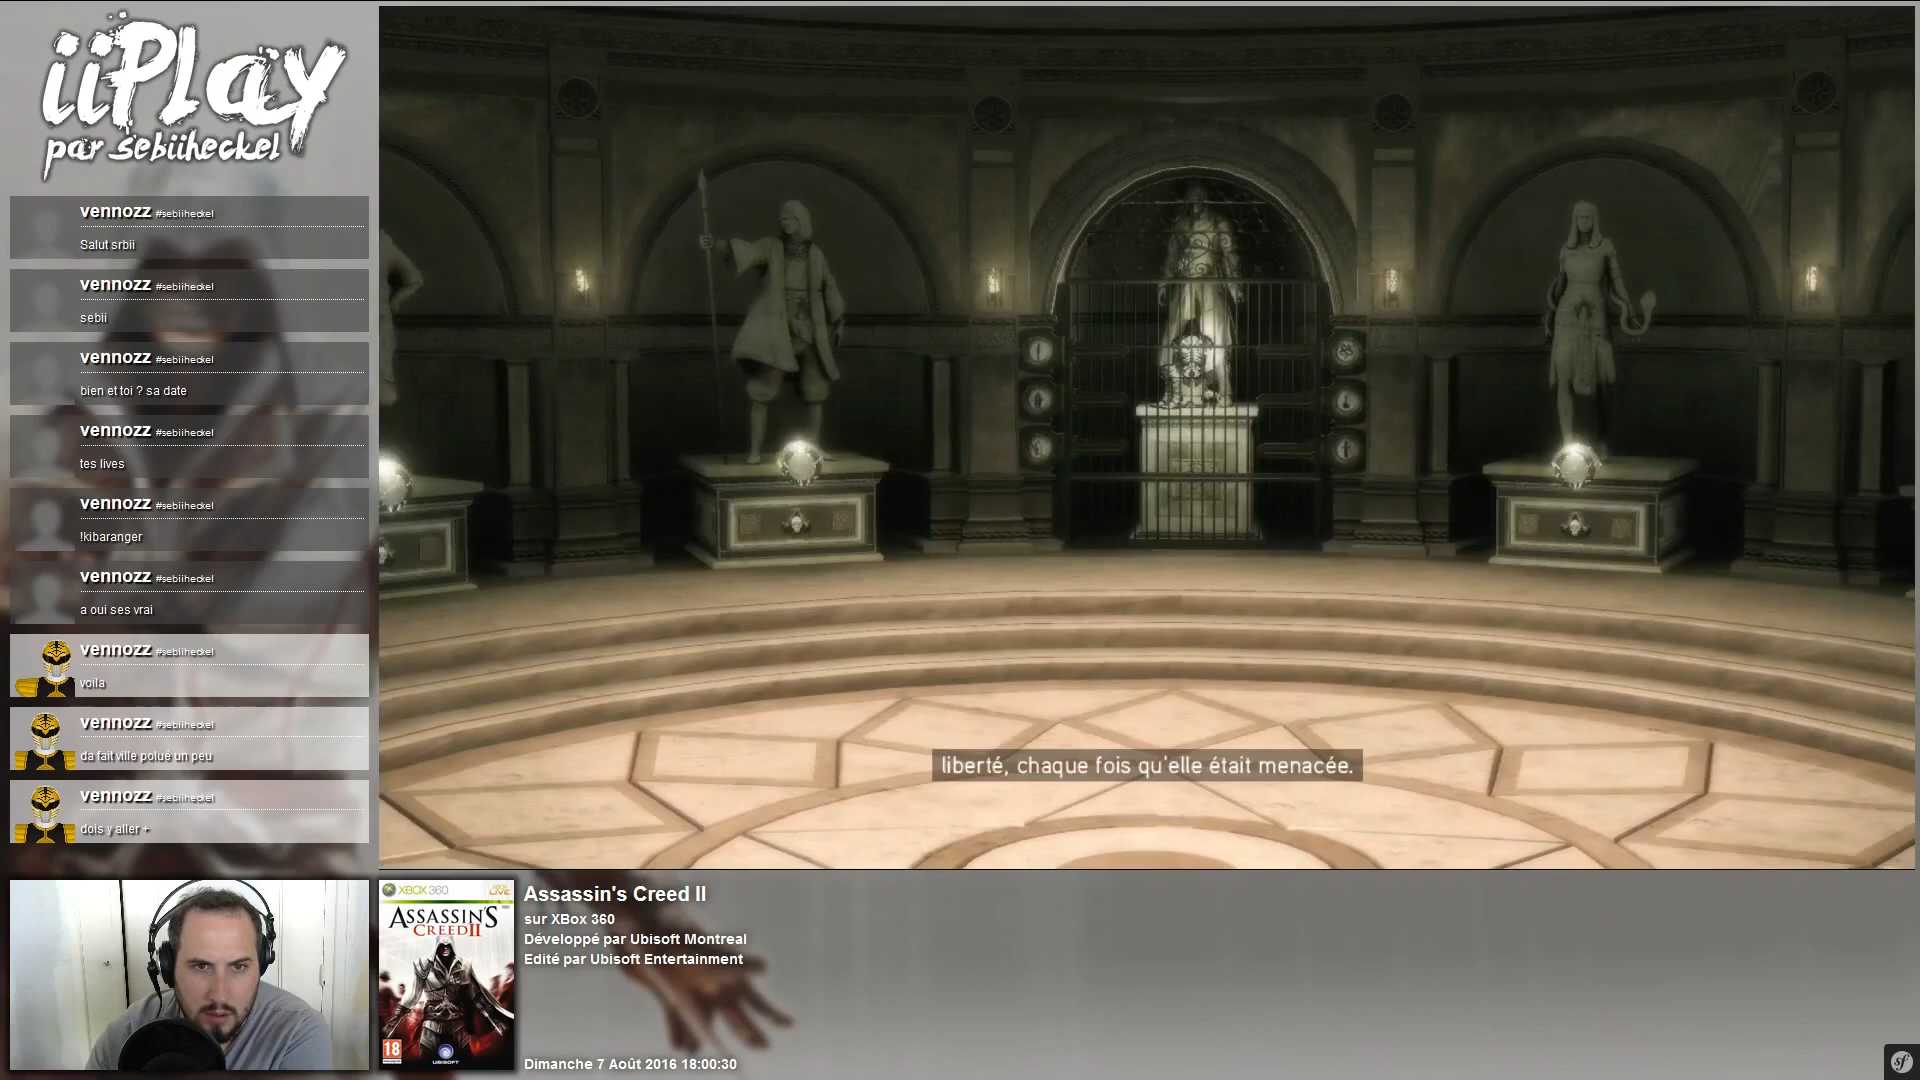 iiPlay
par sebiiheckel
vennozz #sebiiheckel
Salut srbii
vennozz #sebiiheckel
sebii
vennozz #sebiiheckel
bien et toi ? sa date
vennozz #sebiiheckel
tes lives
vennozz #sebiiheckel
!kibaranger
vennozz #sebiiheckel
a oui ses vrai
vennozz #sebiiheckel
voila
vennozz #sebiiheckel
da fait ville polué un peu
vennozz #sebiiheckel
dois y aller +
liberté, chaque fois qu'elle était menacée.
XBOX 360
LIVE
ASSASSIN'S
CREED II
18
UBISOFT
Assassin's Creed II
sur XBox 360
Développé par Ubisoft Montreal
Edité par Ubisoft Entertainment
Dimanche 7 Août 2016 18:00:30
sf